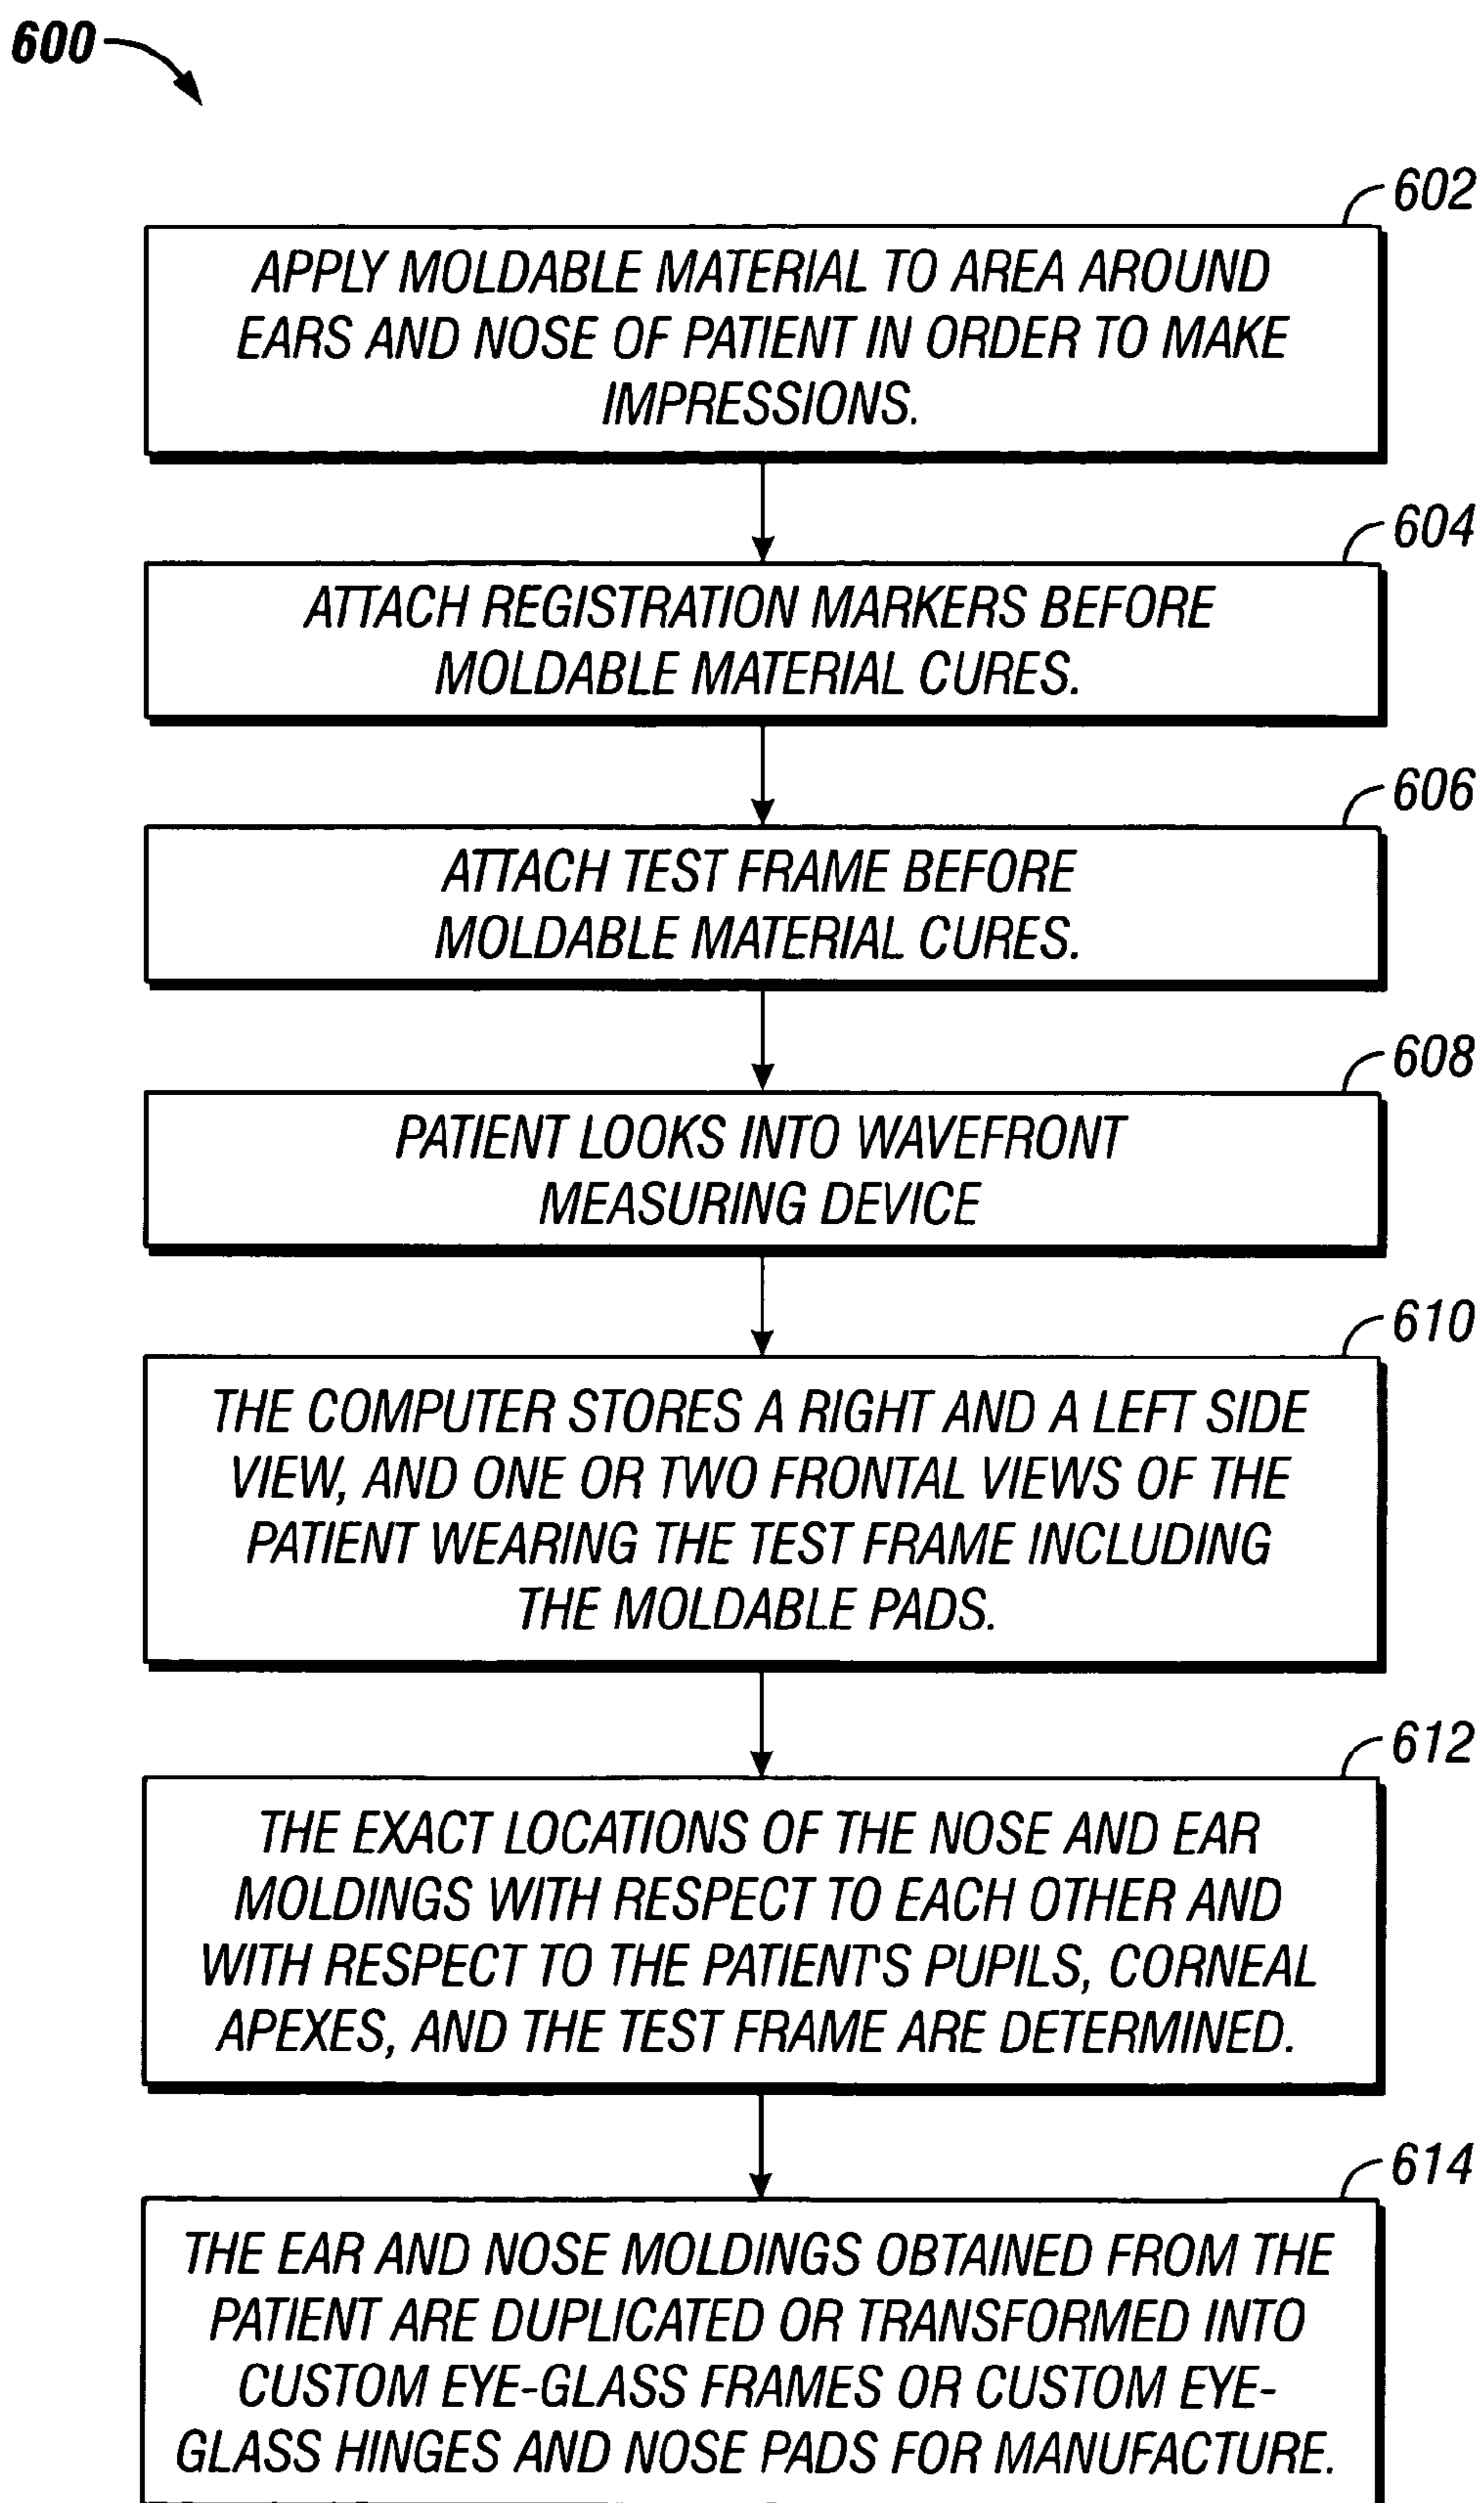 600
602
APPLY MOLDABLE MATERIAL TO AREA AROUND
EARS AND NOSE OF PATIENT IN ORDER TO MAKE
IMPRESSIONS.
604
ATTACH REGISTRATION MARKERS BEFORE
MOLDABLE MATERIAL CURES.
606
ATTACH TEST FRAME BEFORE
MOLDABLE MATERIAL CURES.
608
PATIENT LOOKS INTO WAVEFRONT
MEASURING DEVICE
610
THE COMPUTER STORES A RIGHT AND A LEFT SIDE
VIEW, AND ONE OR TWO FRONTAL VIEWS OF THE
PATIENT WEARING THE TEST FRAME INCLUDING
THE MOLDABLE PADS.
612
THE EXACT LOCATIONS OF THE NOSE AND EAR
MOLDINGS WITH RESPECT TO EACH OTHER AND
WITH RESPECT TO THE PATIENT'S PUPILS, CORNEAL
APEXES, AND THE TEST FRAME ARE DETERMINED.
614
THE EAR AND NOSE MOLDINGS OBTAINED FROM THE
PATIENT ARE DUPLICATED OR TRANSFORMED INTO
CUSTOM EYE-GLASS FRAMES OR CUSTOM EYE-
GLASS HINGES AND NOSE PADS FOR MANUFACTURE.